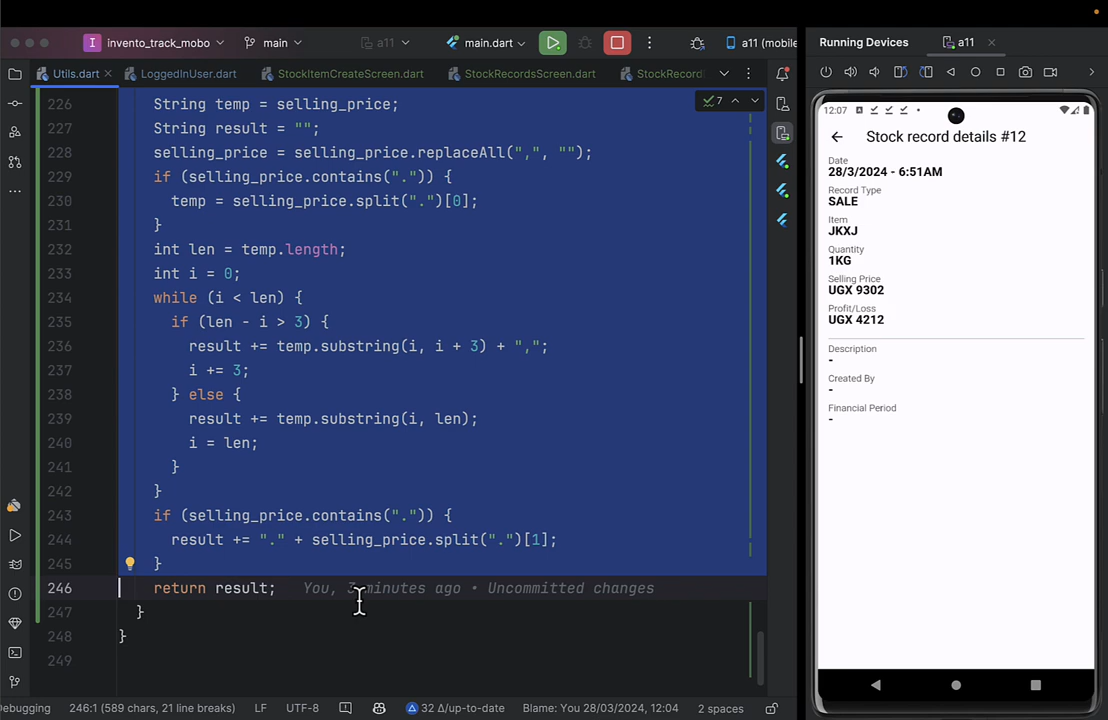 invento_track_mobo
main
a11
main.dart
a11 (mobile
Running Devices
a11
Utils.dart
LoggedInUser.dart
StockItemCreateScreen.dart
StockRecordsScreen.dart
StockRecord
7
226 String temp = selling_price;
227 String result = "";
228 selling_price = selling_price.replaceAll(",", "");
229 if (selling_price.contains(".")) {
230 temp = selling_price.split(".")[0];
231 }
232 int len = temp.length;
233 int i = 0;
234 while (i < len) {
235 if (len - i > 3) {
236 result += temp.substring(i, i + 3) + ",";
237 i += 3;
238 } else {
239 result += temp.substring(i, len);
240 i = len;
241 }
242 }
243 if (selling_price.contains(".")) {
244 result += "." + selling_price.split(".")[1];
245 }
246 return result; You, 3 minutes ago • Uncommitted changes
247 }
248 }
249
ebugging
246:1 (589 chars, 21 line breaks)
LF
UTF-8
32 Δ/up-to-date
Blame: You 28/03/2024, 12:04
2 spaces
12:07
Stock record details #12
Date
28/3/2024 - 6:51AM
Record Type
SALE
Item
JKXJ
Quantity
1KG
Selling Price
UGX 9302
Profit/Loss
UGX 4212
Description
-
Created By
-
Financial Period
-